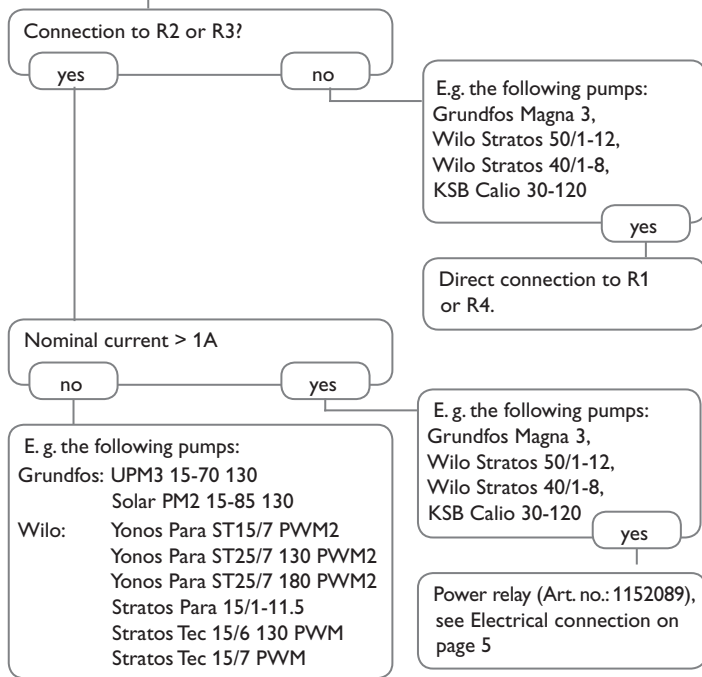 Connection to R2 or R3?
yes
no
E.g. the following pumps:
Grundfos Magna 3,
Wilo Stratos 50/1-12,
Wilo Stratos 40/1-8,
KSB Calio 30-120
yes
Direct connection to R1
or R4.
Nominal current > 1A
no
yes
E. g. the following pumps:
Grundfos: UPM3 15-70 130
Solar PM2 15-85 130
Wilo: Yonos Para ST15/7 PWM2
Yonos Para ST25/7 130 PWM2
Yonos Para ST25/7 180 PWM2
Stratos Para 15/1-11.5
Stratos Tec 15/6 130 PWM
Stratos Tec 15/7 PWM
E. g. the following pumps:
Grundfos Magna 3,
Wilo Stratos 50/1-12,
Wilo Stratos 40/1-8,
KSB Calio 30-120
yes
Power relay (Art. no.: 1152089),
see Electrical connection on
page 5